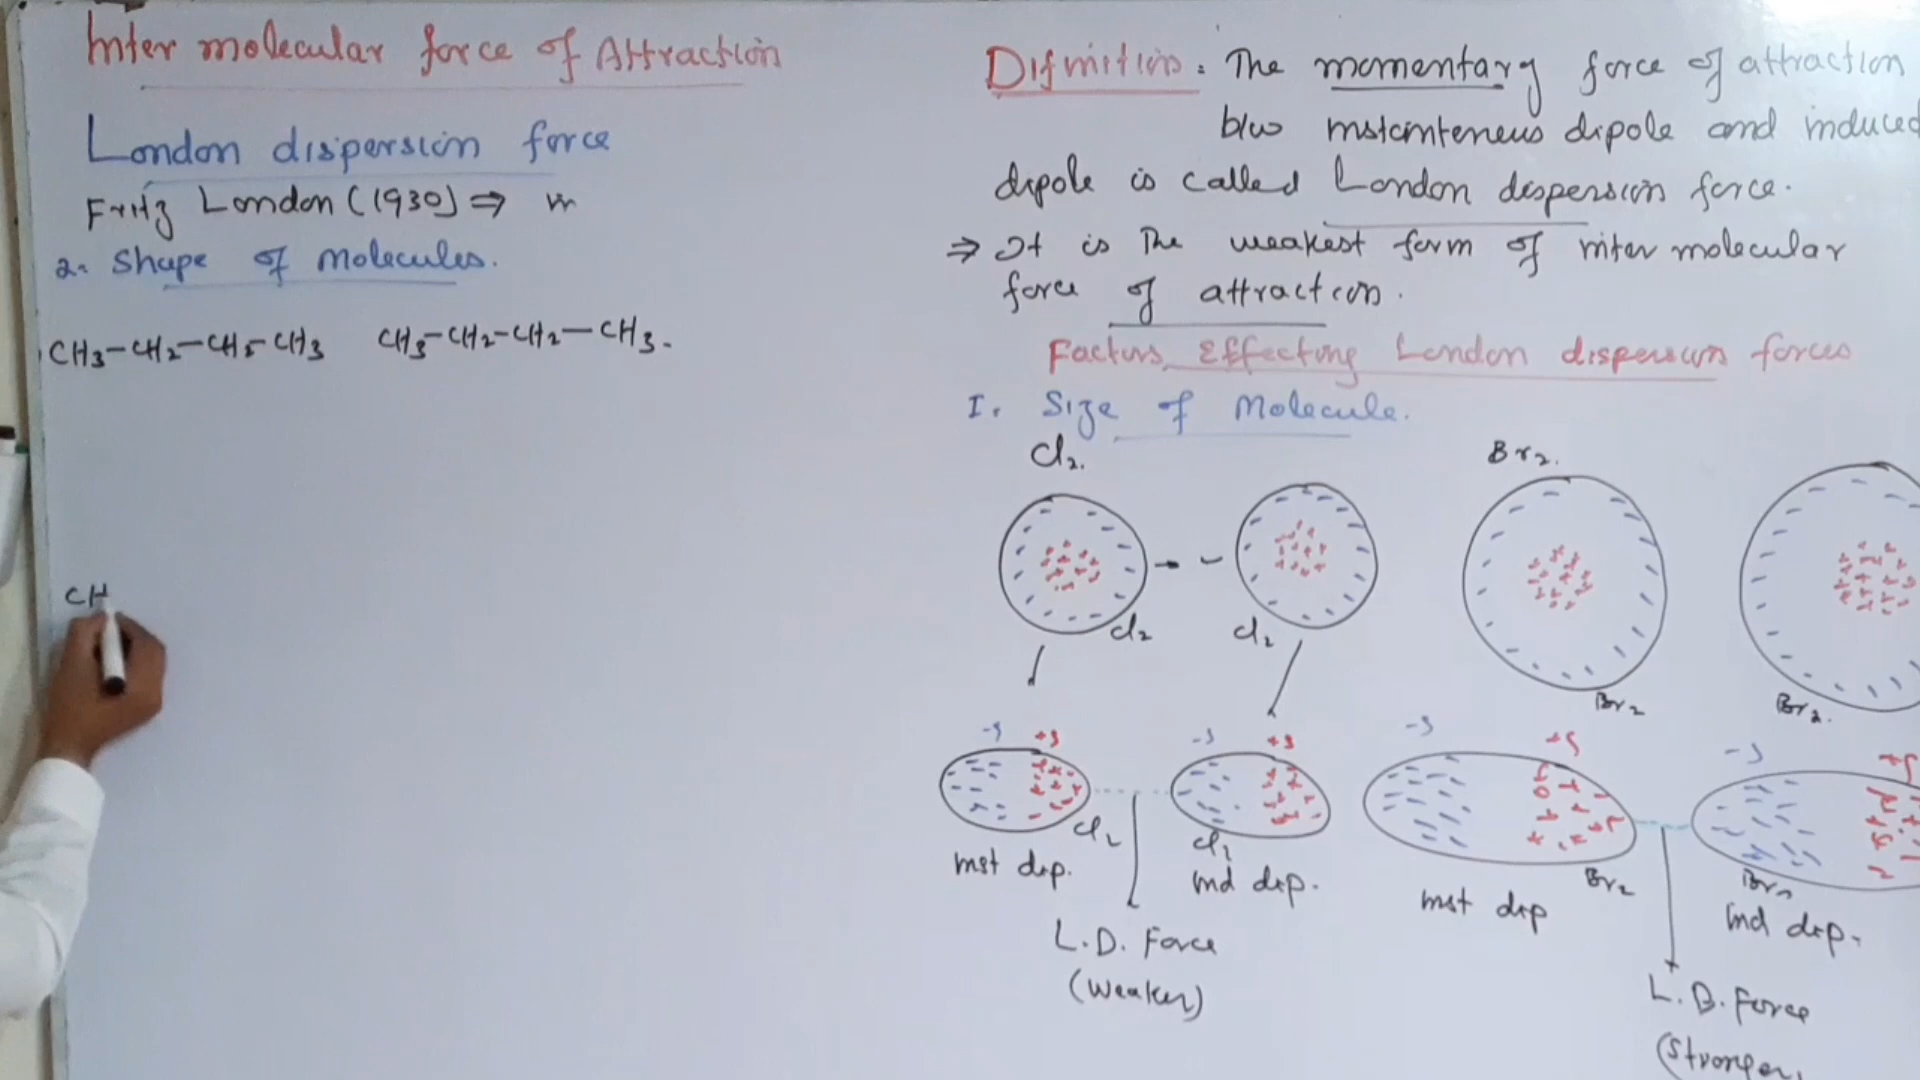 Inter molecular force of Attraction
London dispersion force
Fritz London (1930) ⇒
2. Shape of Molecules.
CH3-CH2-CH2-CH3 CH3-CH2-CH2-CH3.
CH
Difinition: The momentary force of attraction
b/w instanteneus dipole and induced
dipole is called London dispersion force.
⇒ It is The weakest form of inter molecular
force of attraction.
Factors Effecting London dispersion forces
I. Size of Molecule.
Cl2. Br2.
Cl2 Cl2 Br2 Br2.
-δ +δ -δ +δ -δ +δ -δ +δ
Cl2 Cl2 Br2 Br2
inst dip. ind dip. inst dip ind dip.
L.D. Force
(Weaker)
L.D. Force
(Stronger